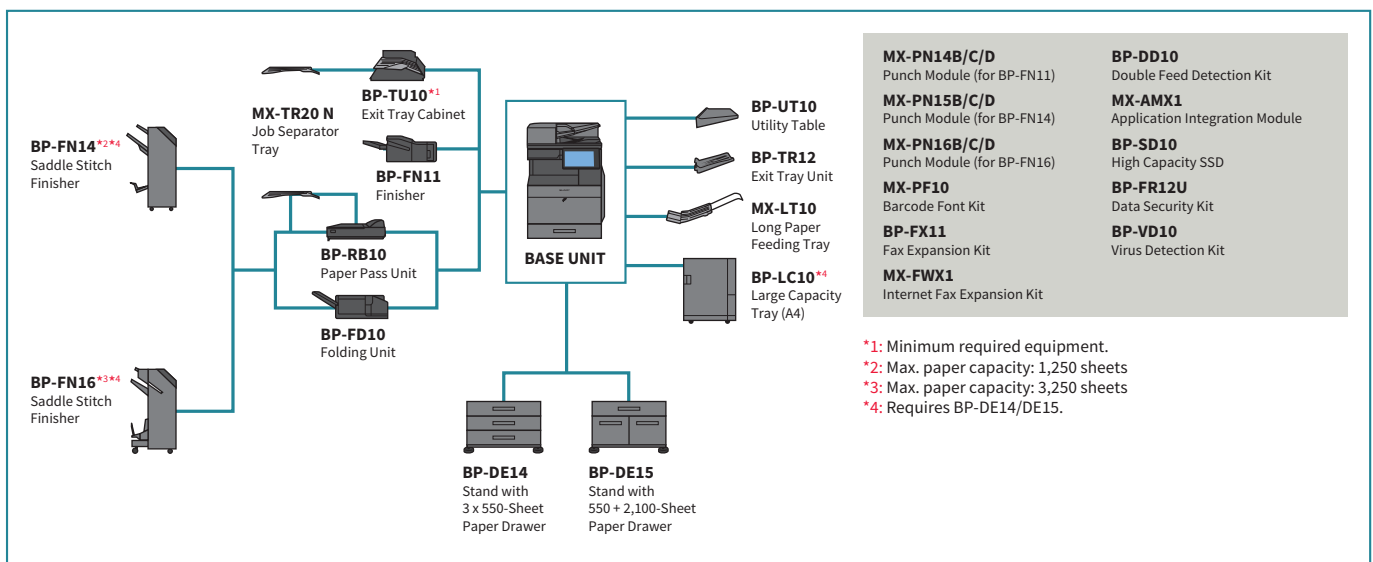 MX-TR20 N
Job Separator
Tray
BP-TU10*1
Exit Tray Cabinet
BP-FN11
Finisher
BP-FN14*2*4
Saddle Stitch
Finisher
BP-RB10
Paper Pass Unit
BP-FD10
Folding Unit
BP-FN16*3*4
Saddle Stitch
Finisher
BASE UNIT
BP-UT10
Utility Table
BP-TR12
Exit Tray Unit
MX-LT10
Long Paper
Feeding Tray
BP-LC10*4
Large Capacity
Tray (A4)
BP-DE14
Stand with
3 x 550-Sheet
Paper Drawer
BP-DE15
Stand with
550 + 2,100-Sheet
Paper Drawer
MX-PN14B/C/D
Punch Module (for BP-FN11)
MX-PN15B/C/D
Punch Module (for BP-FN14)
MX-PN16B/C/D
Punch Module (for BP-FN16)
MX-PF10
Barcode Font Kit
BP-FX11
Fax Expansion Kit
MX-FWX1
Internet Fax Expansion Kit
BP-DD10
Double Feed Detection Kit
MX-AMX1
Application Integration Module
BP-SD10
High Capacity SSD
BP-FR12U
Data Security Kit
BP-VD10
Virus Detection Kit
*1: Minimum required equipment.
*2: Max. paper capacity: 1,250 sheets
*3: Max. paper capacity: 3,250 sheets
*4: Requires BP-DE14/DE15.